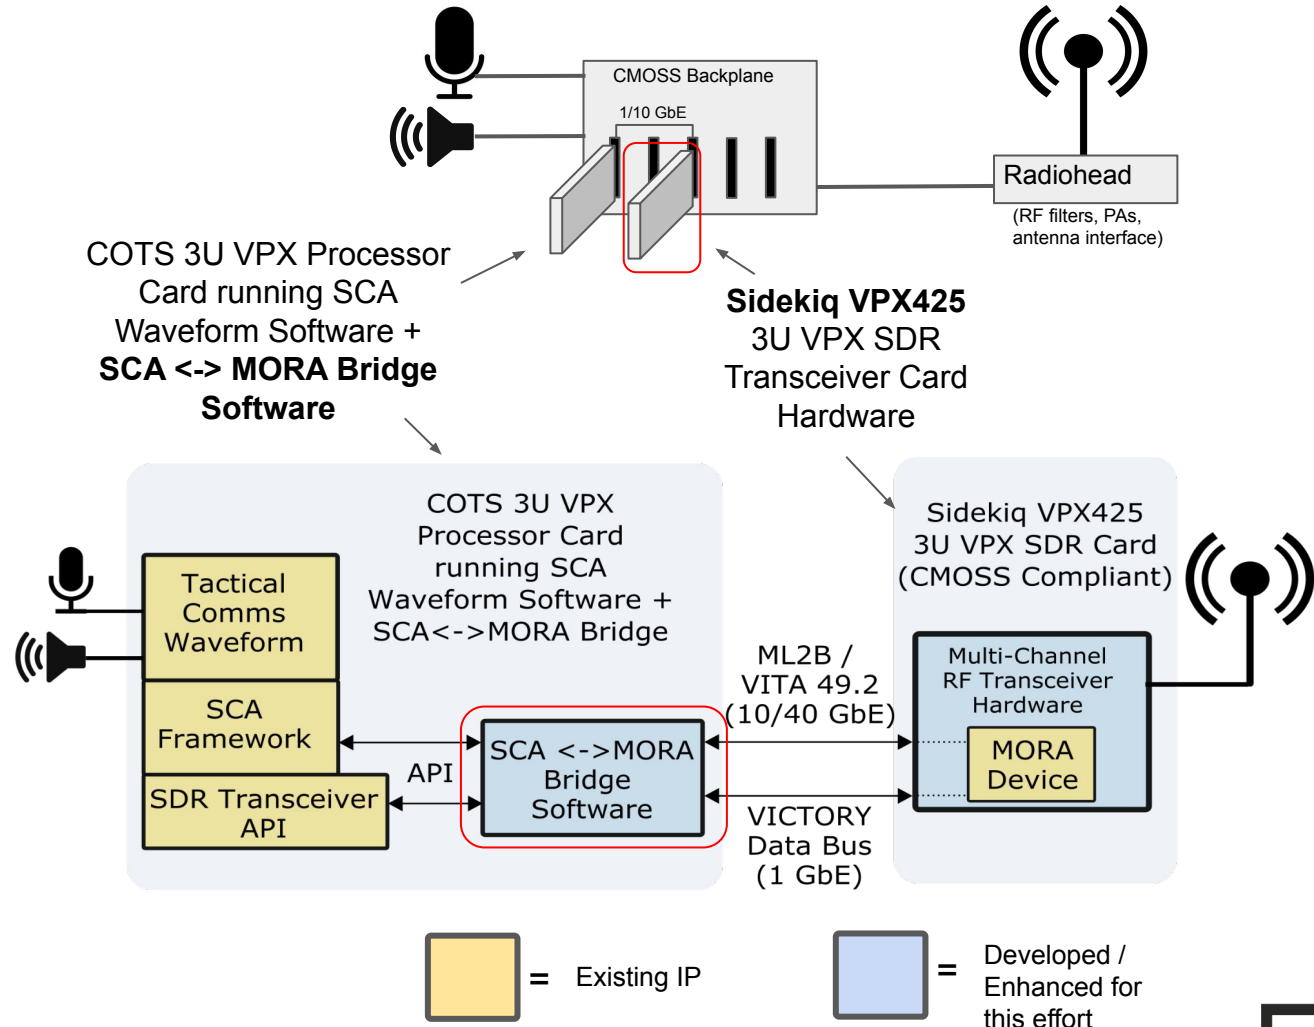 CMOSS Backplane
1/10 GbE
Radiohead
(RF filters, PAs,
antenna interface)
COTS 3U VPX Processor
Card running SCA
Waveform Software +
SCA <-> MORA Bridge
Software
Sidekiq VPX425
3U VPX SDR
Transceiver Card
Hardware
COTS 3U VPX
Processor Card
running SCA
Waveform Software +
SCA<->MORA Bridge
Tactical
Comms
Waveform
SCA
Framework
SDR Transceiver
API
API
SCA <->MORA
Bridge
Software
ML2B /
VITA 49.2
(10/40 GbE)
VICTORY
Data Bus
(1 GbE)
Sidekiq VPX425
3U VPX SDR Card
(CMOSS Compliant)
Multi-Channel
RF Transceiver
Hardware
MORA
Device
= Existing IP
= Developed /
Enhanced for
this effort